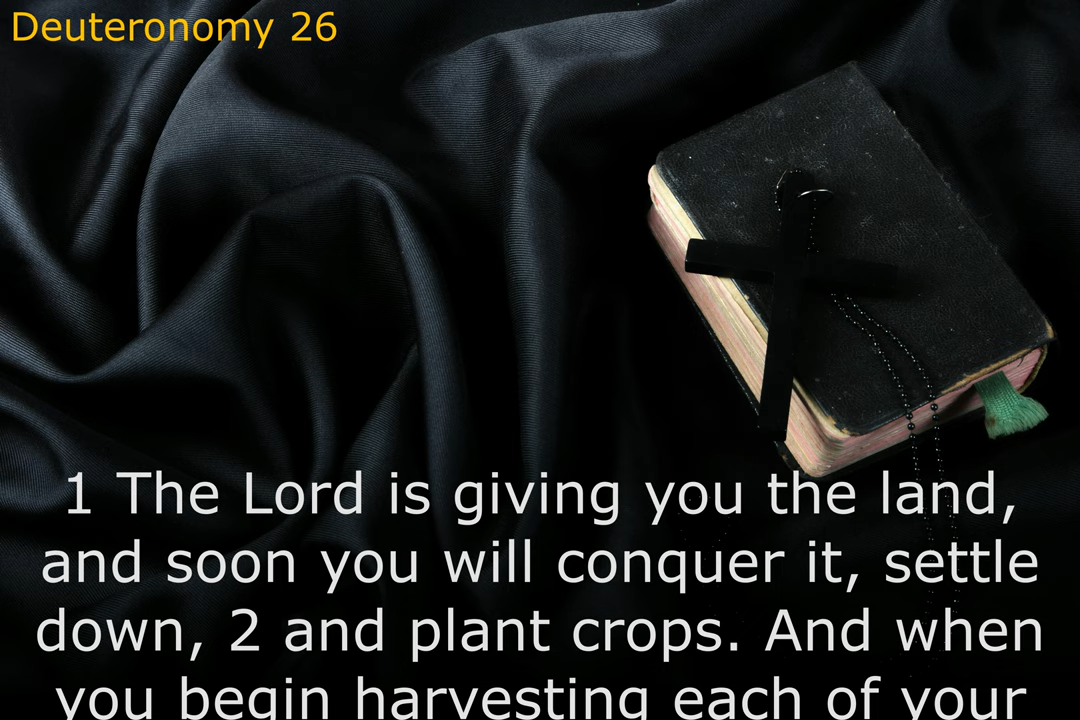 Deuteronomy 26
1 The Lord is giving you the land,
and soon you will conquer it, settle
down, 2 and plant crops. And when
you begin harvesting each of your